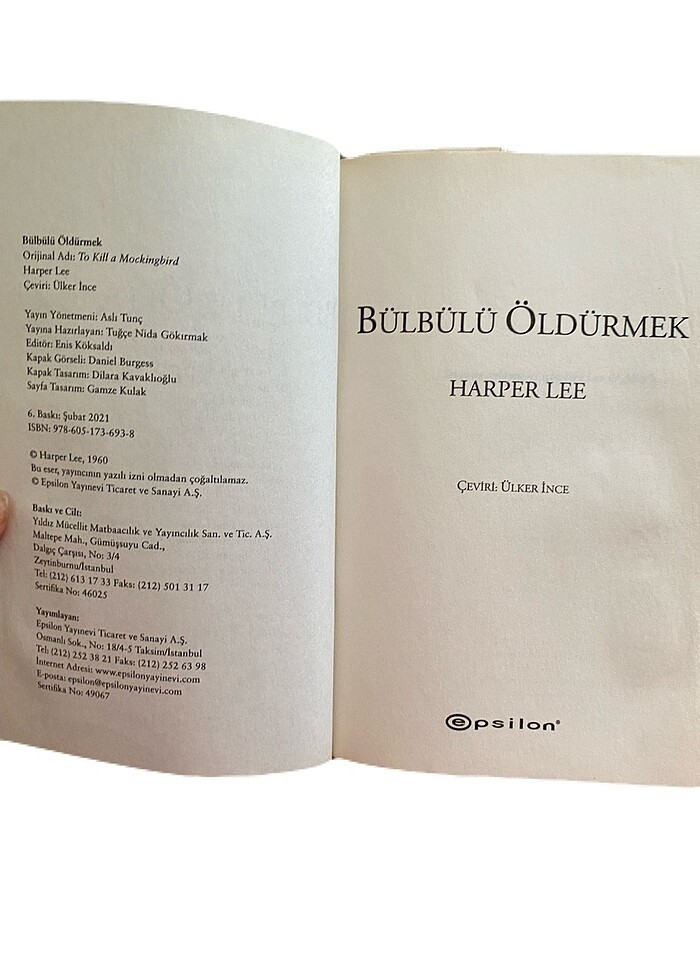 Bülbülü Öldürmek
Orijinal Adı: To Kill a Mockingbird
Harper Lee
Çeviri: Ülker İnce
Yayın Yönetmeni: Aslı Tunç
Yayına Hazırlayan: Tuğçe Nida Gökırmak
Editör: Enis Köksaldı
Kapak Görseli: Daniel Burgess
Kapak Tasarım: Dilara Kavaklıoğlu
Sayfa Tasarım: Gamze Kulak
6. Baskı: Şubat 2021
ISBN: 978-605-173-693-8
© Harper Lee, 1960
Bu eser, yayıncının yazılı izni olmadan çoğaltılamaz.
© Epsilon Yayınevi Ticaret ve Sanayi A.Ş.
Baskı ve Cilt:
Yıldız Mücellit Matbaacılık ve Yayıncılık San. ve Tic. A.Ş.
Maltepe Mah., Gümüşsuyu Cad.,
Dalgıç Çarşısı, No: 3/4
Zeytinburnu/İstanbul
Tel: (212) 613 17 33 Faks: (212) 501 31 17
Sertifika No: 46025
Yayımlayan:
Epsilon Yayınevi Ticaret ve Sanayi A.Ş.
Osmanlı Sok., No: 18/4-5 Taksim/İstanbul
Tel: (212) 252 38 21 Faks: (212) 252 63 98
İnternet Adresi: www.epsilonyayinevi.com
E-posta: epsilon@epsilonyayinevi.com
Sertifika No: 49067
BÜLBÜLÜ ÖLDÜRMEK
HARPER LEE
ÇEVİRİ: ÜLKER İNCE
epsilon®